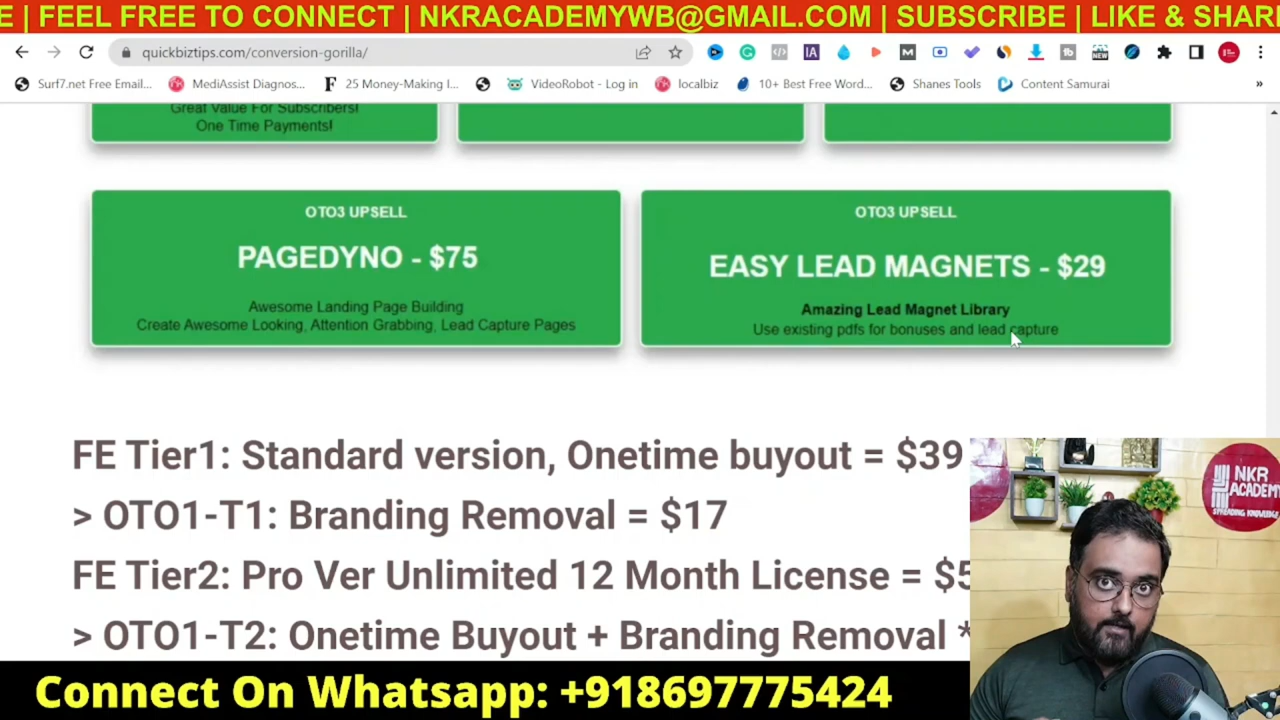 E | FEEL FREE TO CONNECT | NKRACADEMYWB@GMAIL.COM | SUBSCRIBE | LIKE & SHARI
quickbiztips.com/conversion-gorilla/
Surf7.net Free Email... MediAssist Diagnos... 25 Money-Making I... VideoRobot - Log in localbiz 10+ Best Free Word... Shanes Tools Content Samurai
Great Value For Subscribers!
One Time Payments!
OTO3 UPSELL
PAGEDYNO - $75
Awesome Landing Page Building
Create Awesome Looking, Attention Grabbing, Lead Capture Pages
OTO3 UPSELL
EASY LEAD MAGNETS - $29
Amazing Lead Magnet Library
Use existing pdfs for bonuses and lead capture
FE Tier1: Standard version, Onetime buyout = $39
> OTO1-T1: Branding Removal = $17
FE Tier2: Pro Ver Unlimited 12 Month License = $5
> OTO1-T2: Onetime Buyout + Branding Removal *
NKR
ACADEMY
SPREADING KNOWLEDGE
Connect On Whatsapp: +918697775424